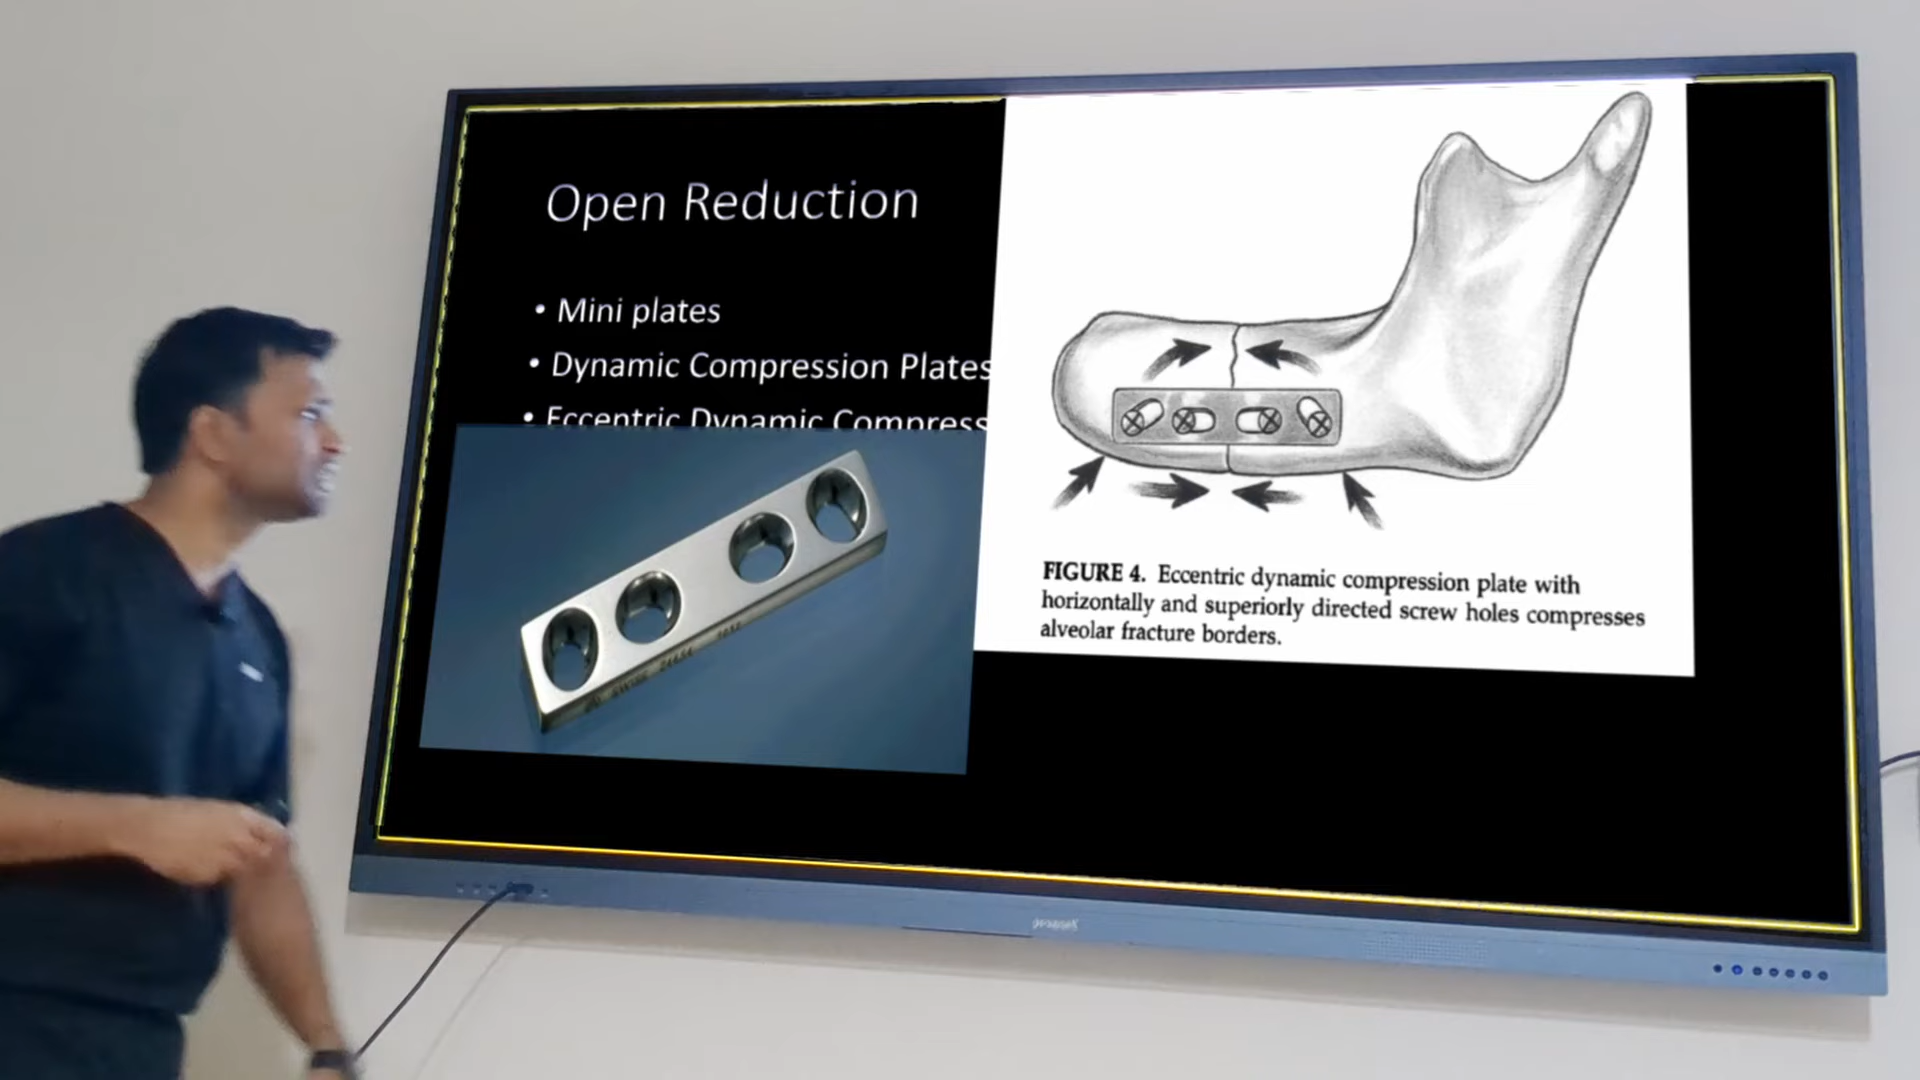 Open Reduction
• Mini plates
• Dynamic Compression Plates
• Eccentric Dynamic Compress
FIGURE 4. Eccentric dynamic compression plate with
horizontally and superiorly directed screw holes compresses
alveolar fracture borders.